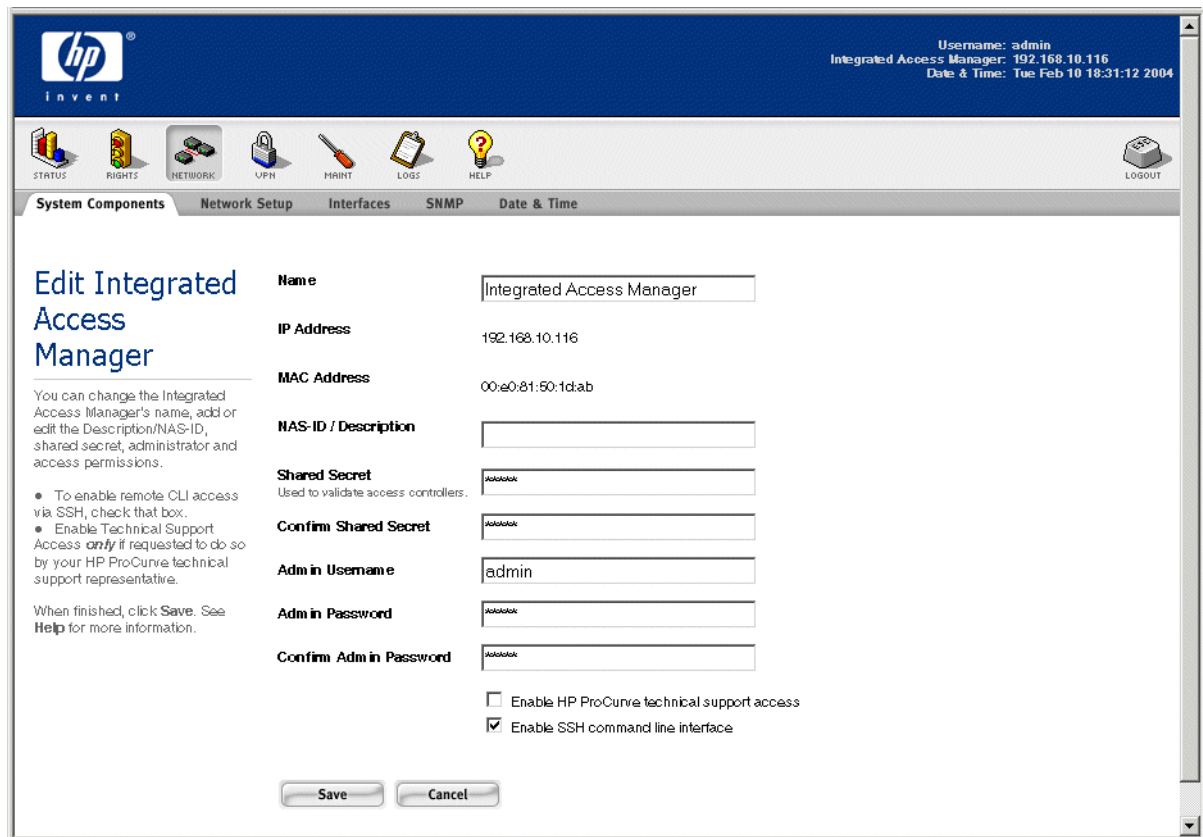 hp ®
invent
Username: admin
Integrated Access Manager: 192.168.10.116
Date & Time: Tue Feb 10 18:31:12 2004
STATUS RIGHTS NETWORK VPN MAINT LOGS HELP LOGOUT
System Components Network Setup Interfaces SNMP Date & Time
Edit Integrated
Access
Manager
You can change the Integrated
Access Manager's name, add or
edit the Description/NAS-ID,
shared secret, administrator and
access permissions.
• To enable remote CLI access
via SSH, check that box.
• Enable Technical Support
Access only if requested to do so
by your HP ProCurve technical
support representative.
When finished, click Save. See
Help for more information.
Name Integrated Access Manager
IP Address 192.168.10.116
MAC Address 00:e0:81:50:1d:ab
NAS-ID / Description
Shared Secret ******
Used to validate access controllers.
Confirm Shared Secret ******
Admin Username admin
Admin Password ******
Confirm Admin Password ******
Enable HP ProCurve technical support access
Enable SSH command line interface
Save Cancel